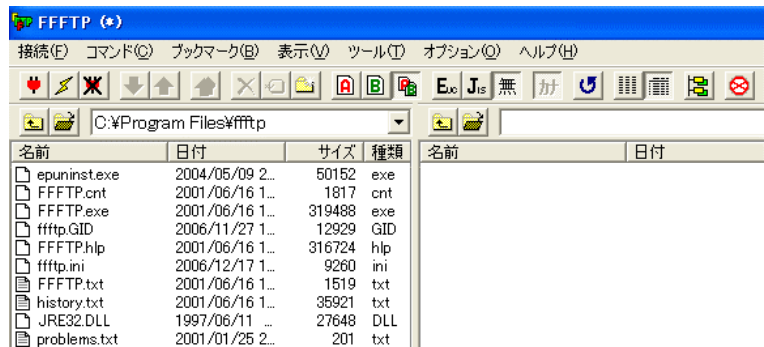 FFFTP (*)
接続(F) コマンド(C) ブックマーク(B) 表示(V) ツール(T) オプション(O) ヘルプ(H)
A B Euc JIS 無 カナ
C:¥Program Files¥ffftp
名前 日付 サイズ 種類 名前 日付
epuninst.exe 2004/05/09 2... 50152 exe
FFFTP.cnt 2001/06/16 1... 1817 cnt
FFFTP.exe 2001/06/16 1... 319488 exe
ffftp.GID 2006/11/27 1... 12929 GID
FFFTP.hlp 2001/06/16 1... 316724 hlp
ffftp.ini 2006/12/17 1... 9260 ini
FFFTP.txt 2001/06/16 1... 1519 txt
history.txt 2001/06/16 1... 35921 txt
JRE32.DLL 1997/06/11 ... 27648 DLL
problems.txt 2001/01/25 2... 201 txt